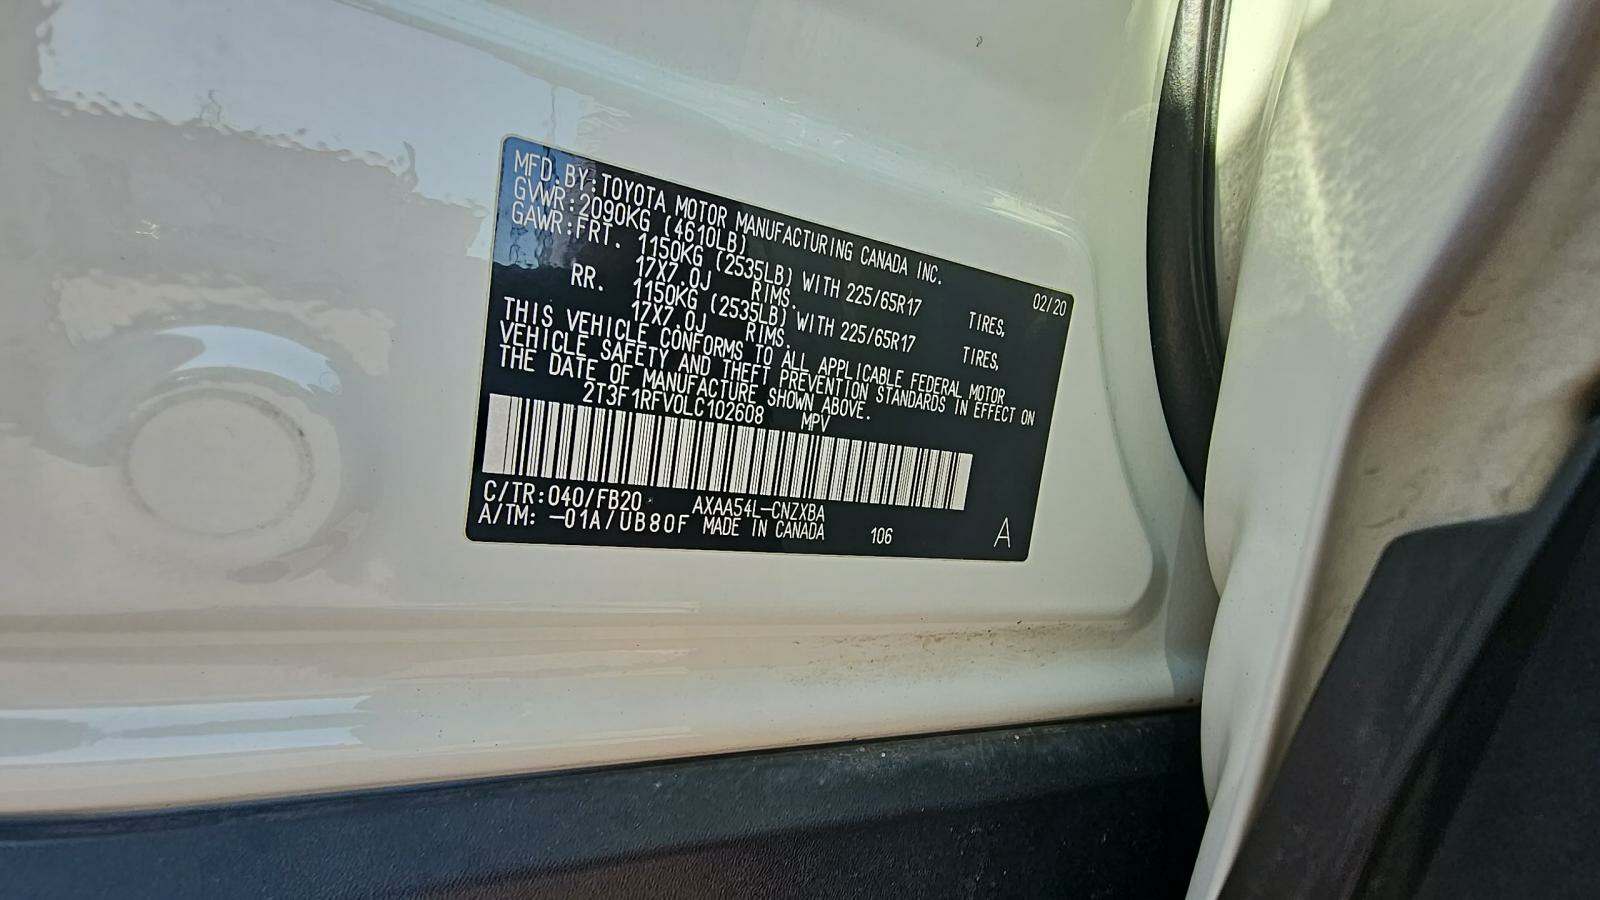 MFD.BY:TOYOTA MOTOR MANUFACTURING CANADA INC.
GVWR:2090KG (4610LB) 02/20
GAWR:FRT. 1150KG (2535LB) WITH 225/65R17 TIRES,
17X7.0J RIMS.
RR. 1150KG (2535LB) WITH 225/65R17 TIRES,
17X7.0J RIMS.
THIS VEHICLE CONFORMS TO ALL APPLICABLE FEDERAL MOTOR
VEHICLE SAFETY AND THEFT PREVENTION STANDARDS IN EFFECT ON
THE DATE OF MANUFACTURE SHOWN ABOVE.
2T3F1RFV0LC102608 MPV
C/TR:040/FB20 AXAA54L-CNZXBA
A/TM: -01A/UB80F MADE IN CANADA 106 A